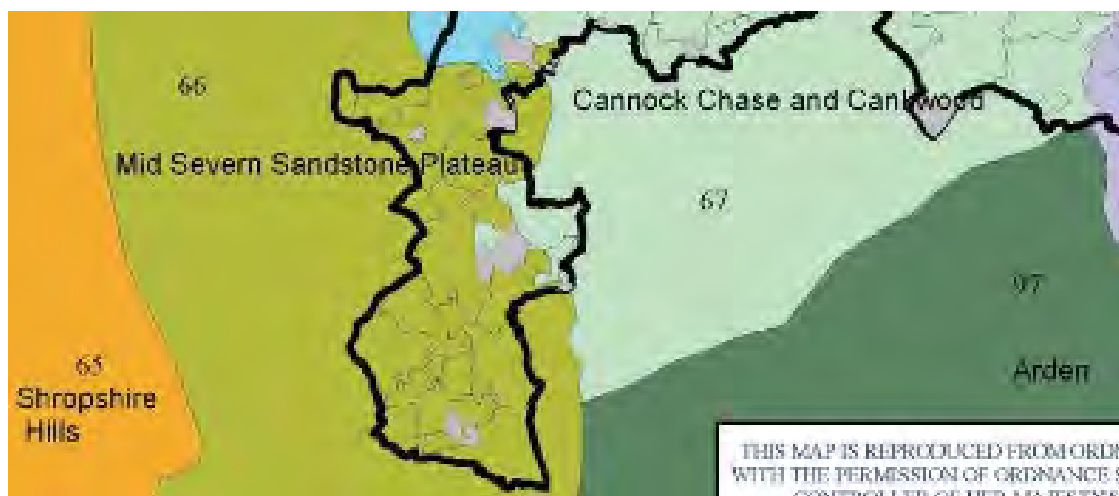 66
Cannock Chase and Cankwood
Mid Severn Sandstone Plateau
67
97
65
Shropshire
Hills
Arden
THIS MAP IS REPRODUCED FROM
WITH THE PERMISSION OF ORDNANCE